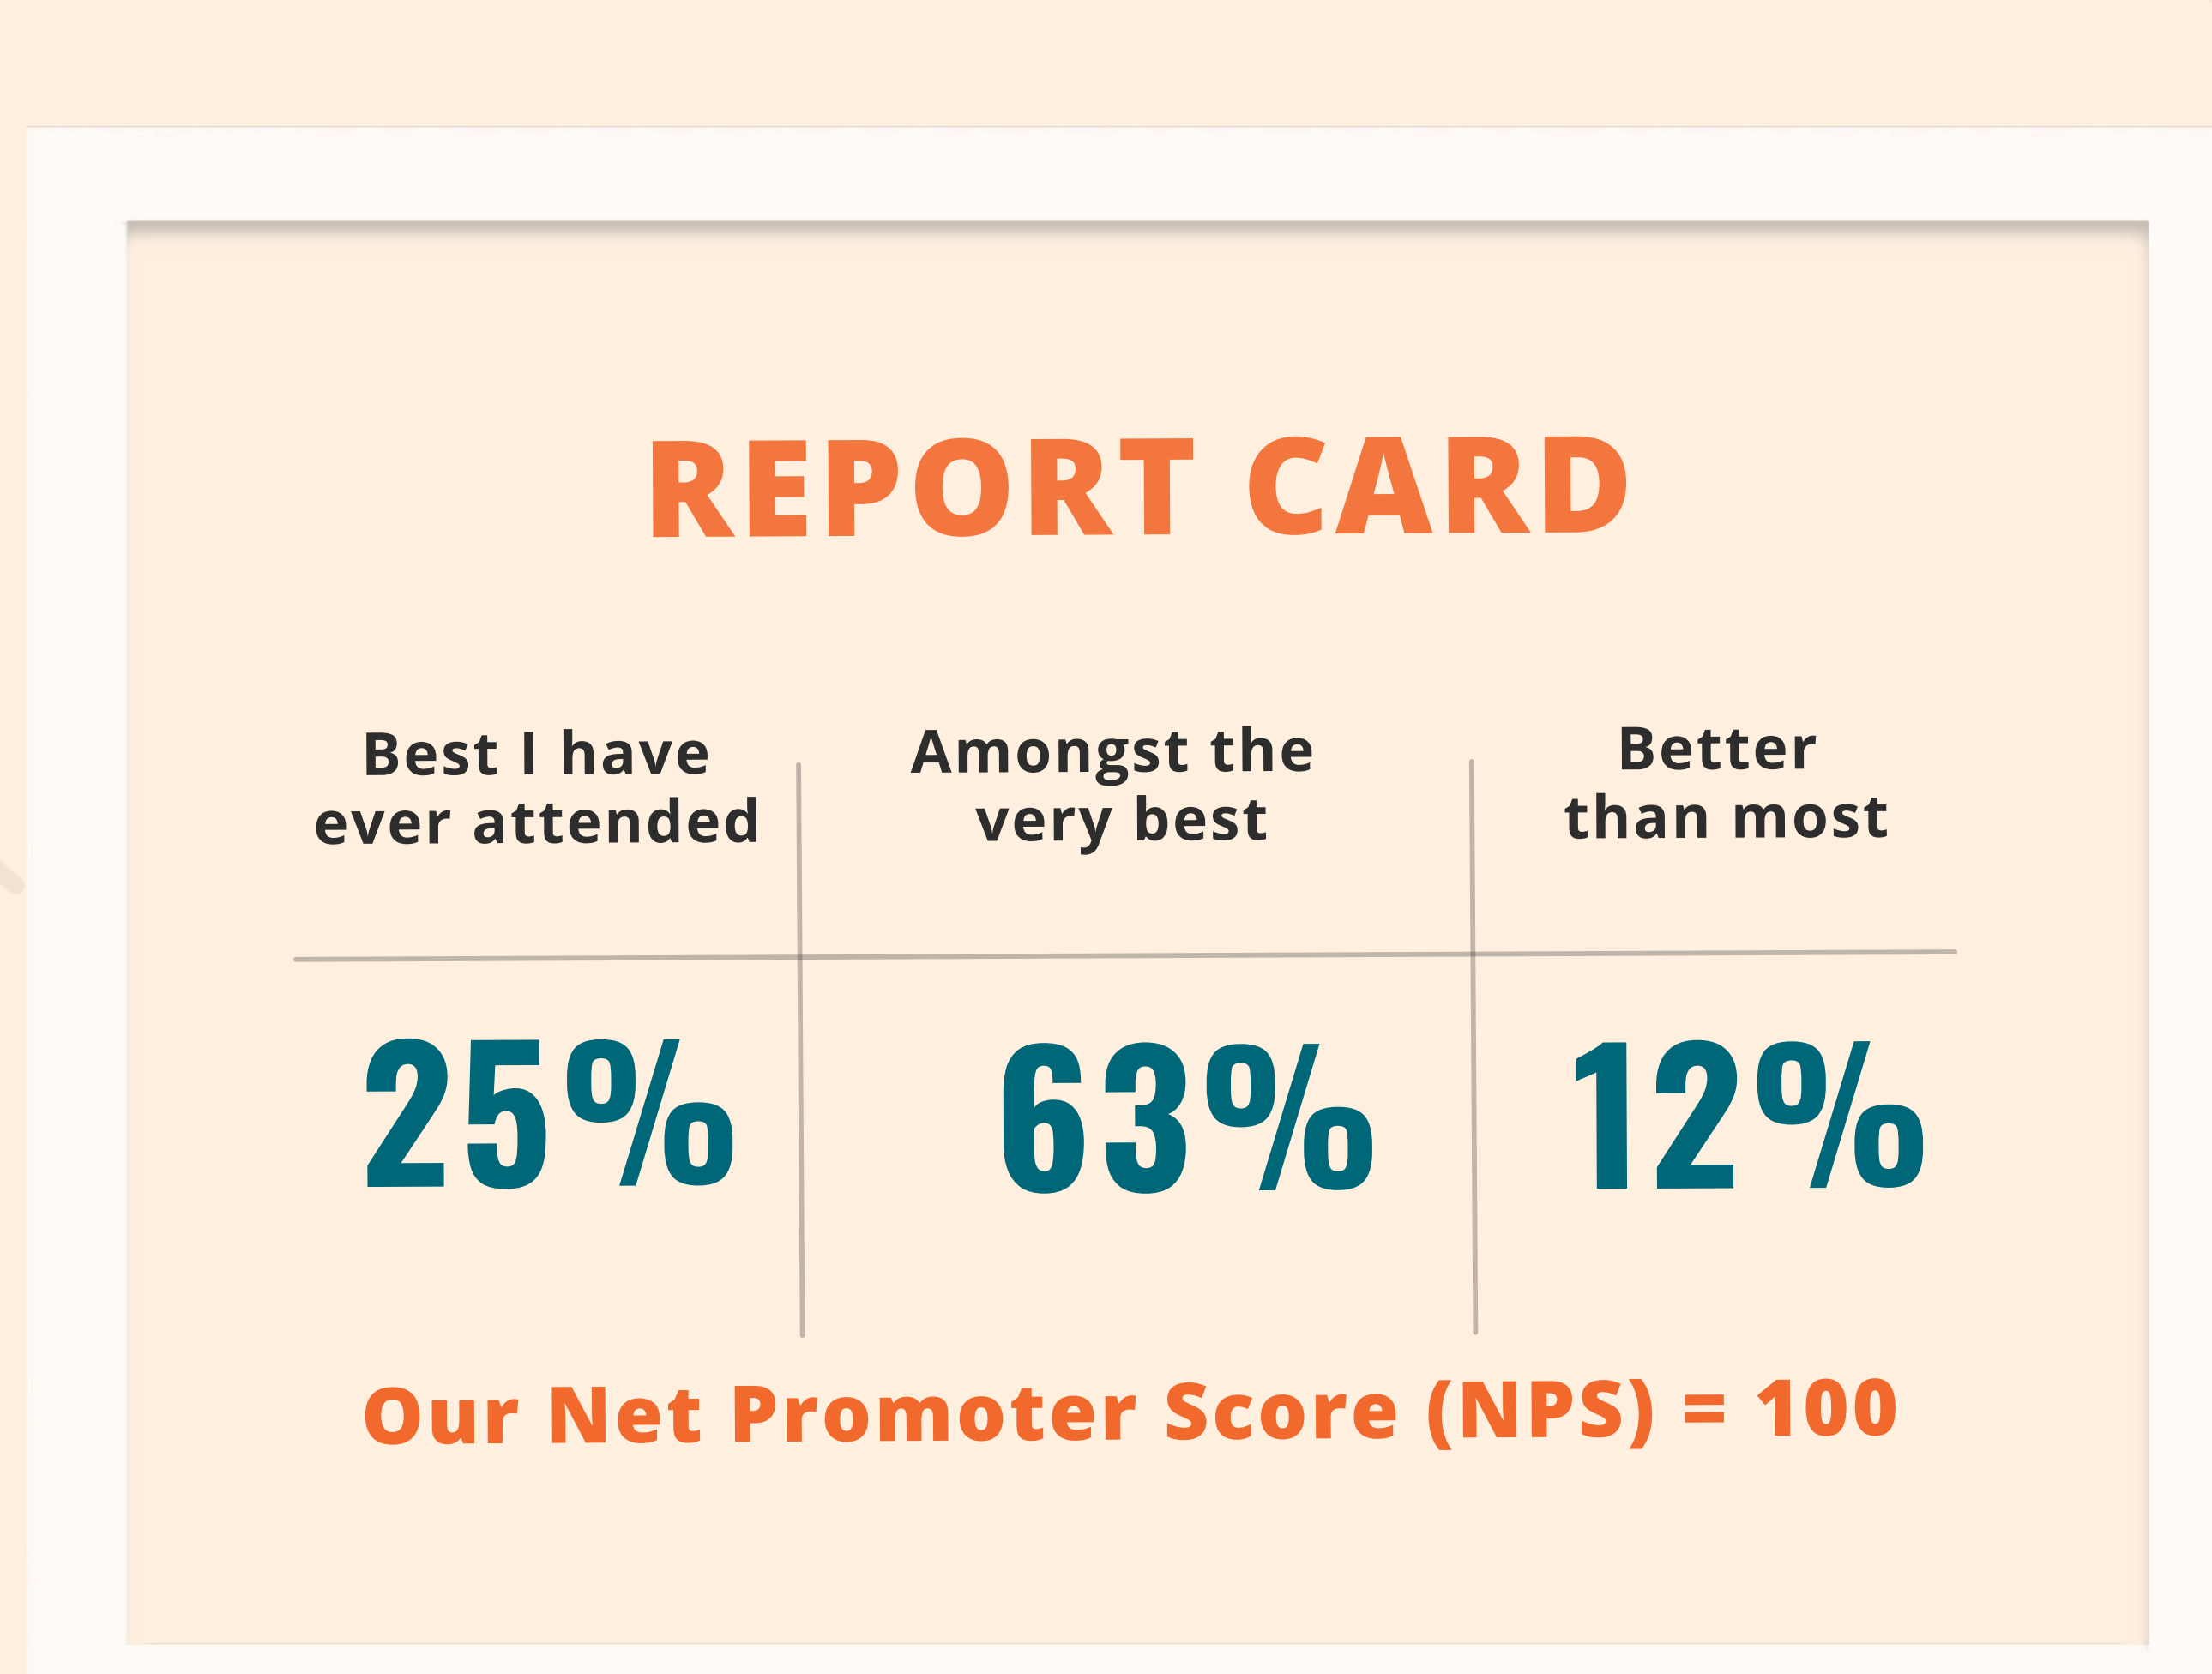 REPORT CARD
Best I have
ever attended
Amongst the
very best
Better
than most
25%
63%
12%
Our Net Promoter Score (NPS) = 100